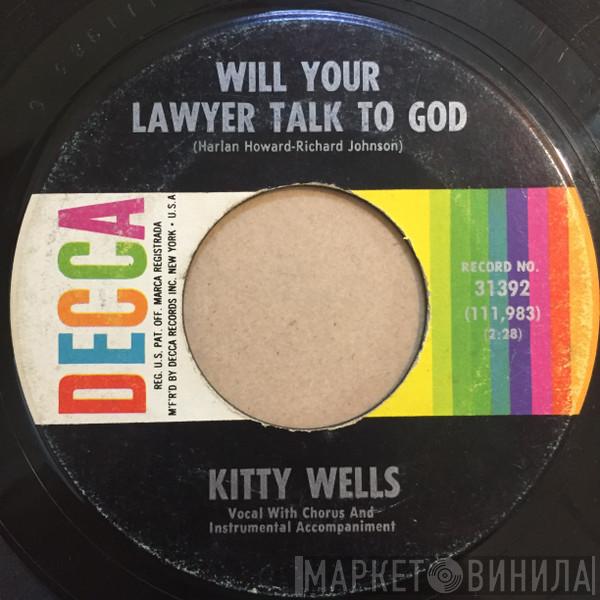 WILL YOUR
LAWYER TALK TO GOD
(Harlan Howard-Richard Johnson)
DECCA
REG. U.S. PAT. OFF. MARCA REGISTRADA
M'F'R'D BY DECCA RECORDS INC. NEW YORK • U.S.A
RECORD NO.
31392
(111,983)
(2:28)
KITTY WELLS
Vocal With Chorus And
Instrumental Accompaniment
МАРКЕТ ВИНИЛА